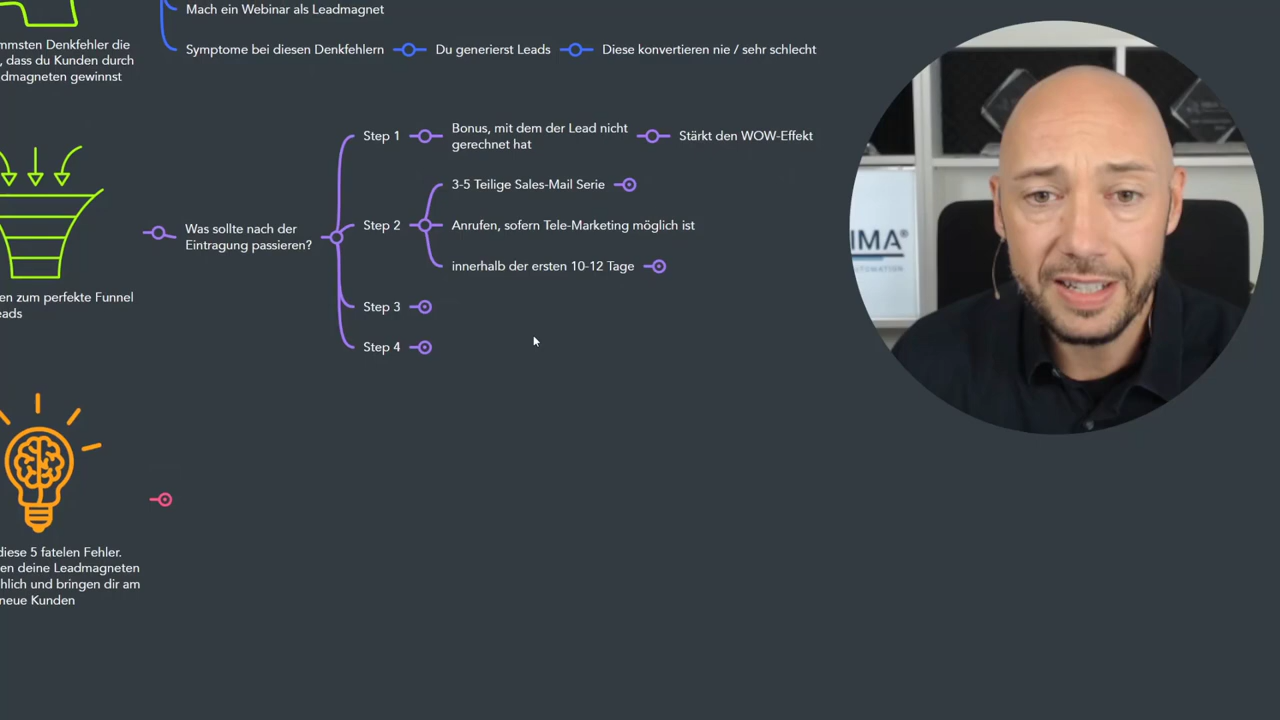 Mach ein Webinar als Leadmagnet
mmsten Denkfehler die
, dass du Kunden durch
dmagneten gewinnst
Symptome bei diesen Denkfehlern
Du generierst Leads
Diese konvertieren nie / sehr schlecht
Step 1
Bonus, mit dem der Lead nicht
gerechnet hat
Stärkt den WOW-Effekt
Was sollte nach der
Eintragung passieren?
Step 2
3-5 Teilige Sales-Mail Serie
Anrufen, sofern Tele-Marketing möglich ist
innerhalb der ersten 10-12 Tage
Step 3
Step 4
en zum perfekte Funnel
eads
diese 5 fatelen Fehler.
en deine Leadmagneten
hlich und bringen dir am
neue Kunden
IMA®
AUTOMATION